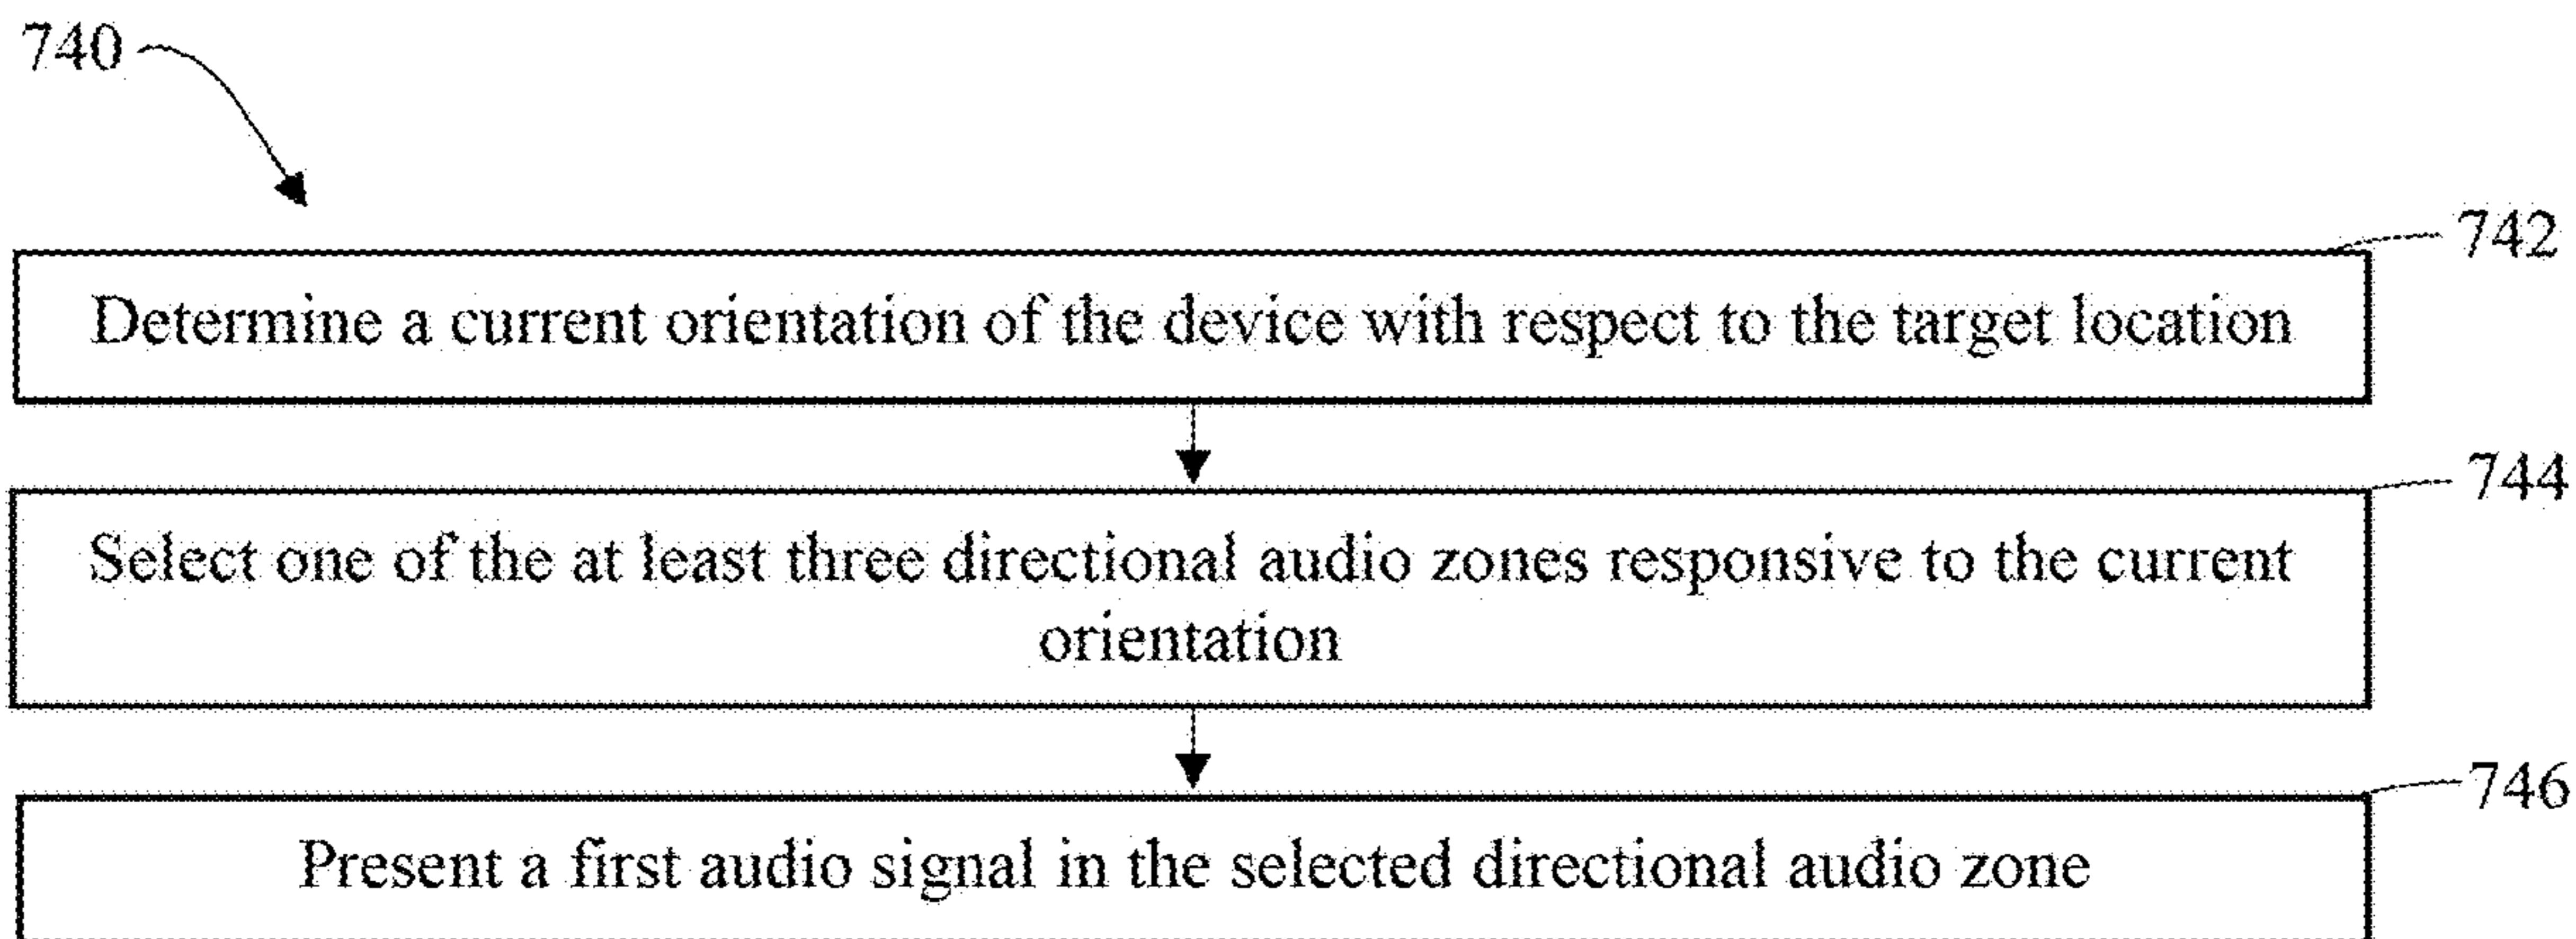 740
742
Determine a current orientation of the device with respect to the target location
744
Select one of the at least three directional audio zones responsive to the current
orientation
746
Present a first audio signal in the selected directional audio zone